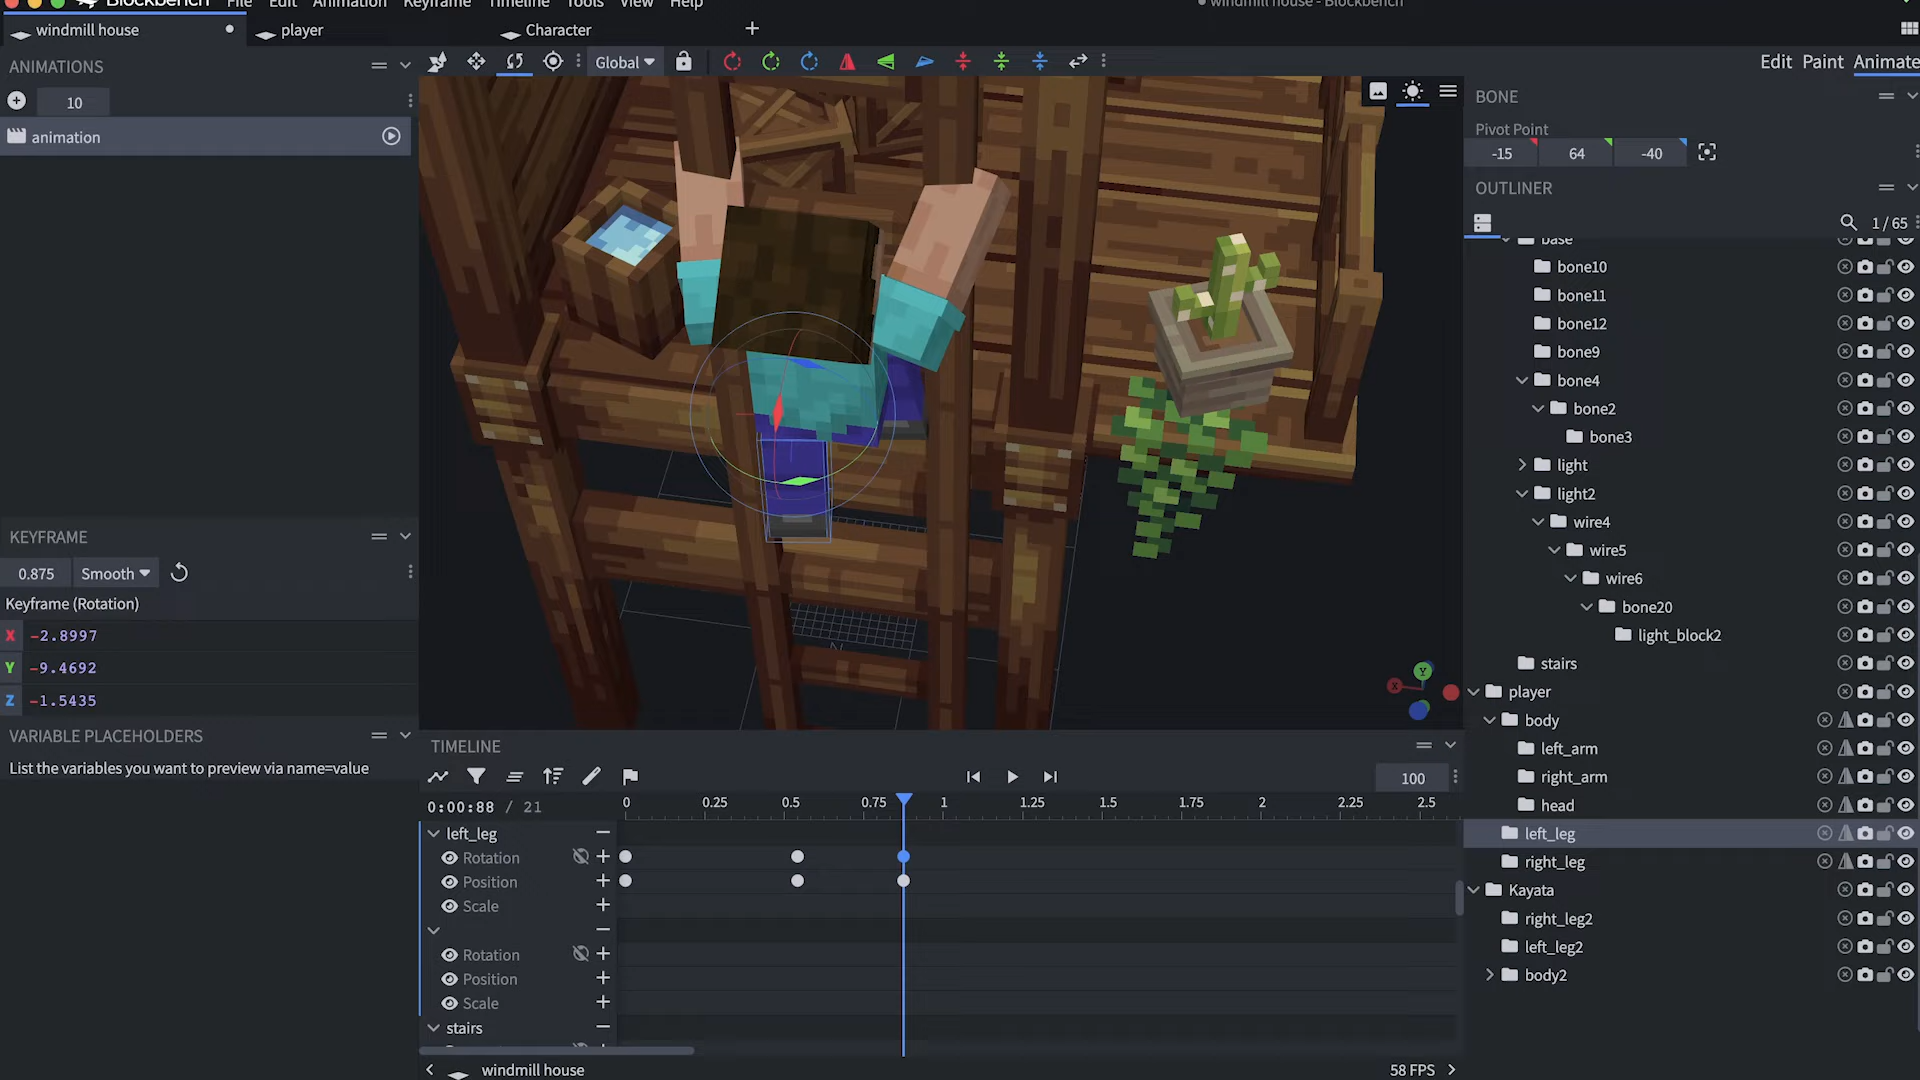 Blockbench File Edit Animation Keyframe Timeline Tools View Help
windmill house - Blockbench
windmill house
player
Character
Global
Edit Paint Animate
ANIMATIONS
10
animation
KEYFRAME
0.875 Smooth
Keyframe (Rotation)
X -2.8997
Y -9.4692
Z -1.5435
VARIABLE PLACEHOLDERS
List the variables you want to preview via name=value
N
Y
X
TIMELINE
100
0:00:88 / 21
0 0.25 0.5 0.75 1 1.25 1.5 1.75 2 2.25 2.5
left_leg
Rotation
Position
Scale
Rotation
Position
Scale
stairs
windmill house
58 FPS
BONE
Pivot Point
-15 64 -40
OUTLINER
1 / 65
base
bone10
bone11
bone12
bone9
bone4
bone2
bone3
light
light2
wire4
wire5
wire6
bone20
light_block2
stairs
player
body
left_arm
right_arm
head
left_leg
right_leg
Kayata
right_leg2
left_leg2
body2